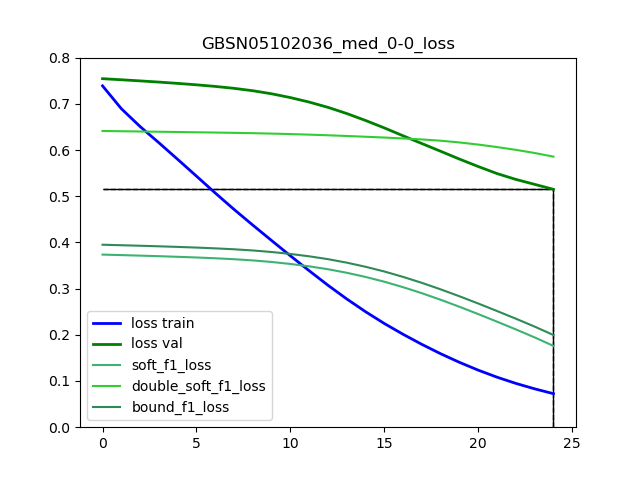 GBSN05102036_med_0-0_loss
0.8
0.7
0.6
0.5
0.4
0.3
0.2
0.1
0.0
loss train
loss val
soft_f1_loss
double_soft_f1_loss
bound_f1_loss
0 5 10 15 20 25